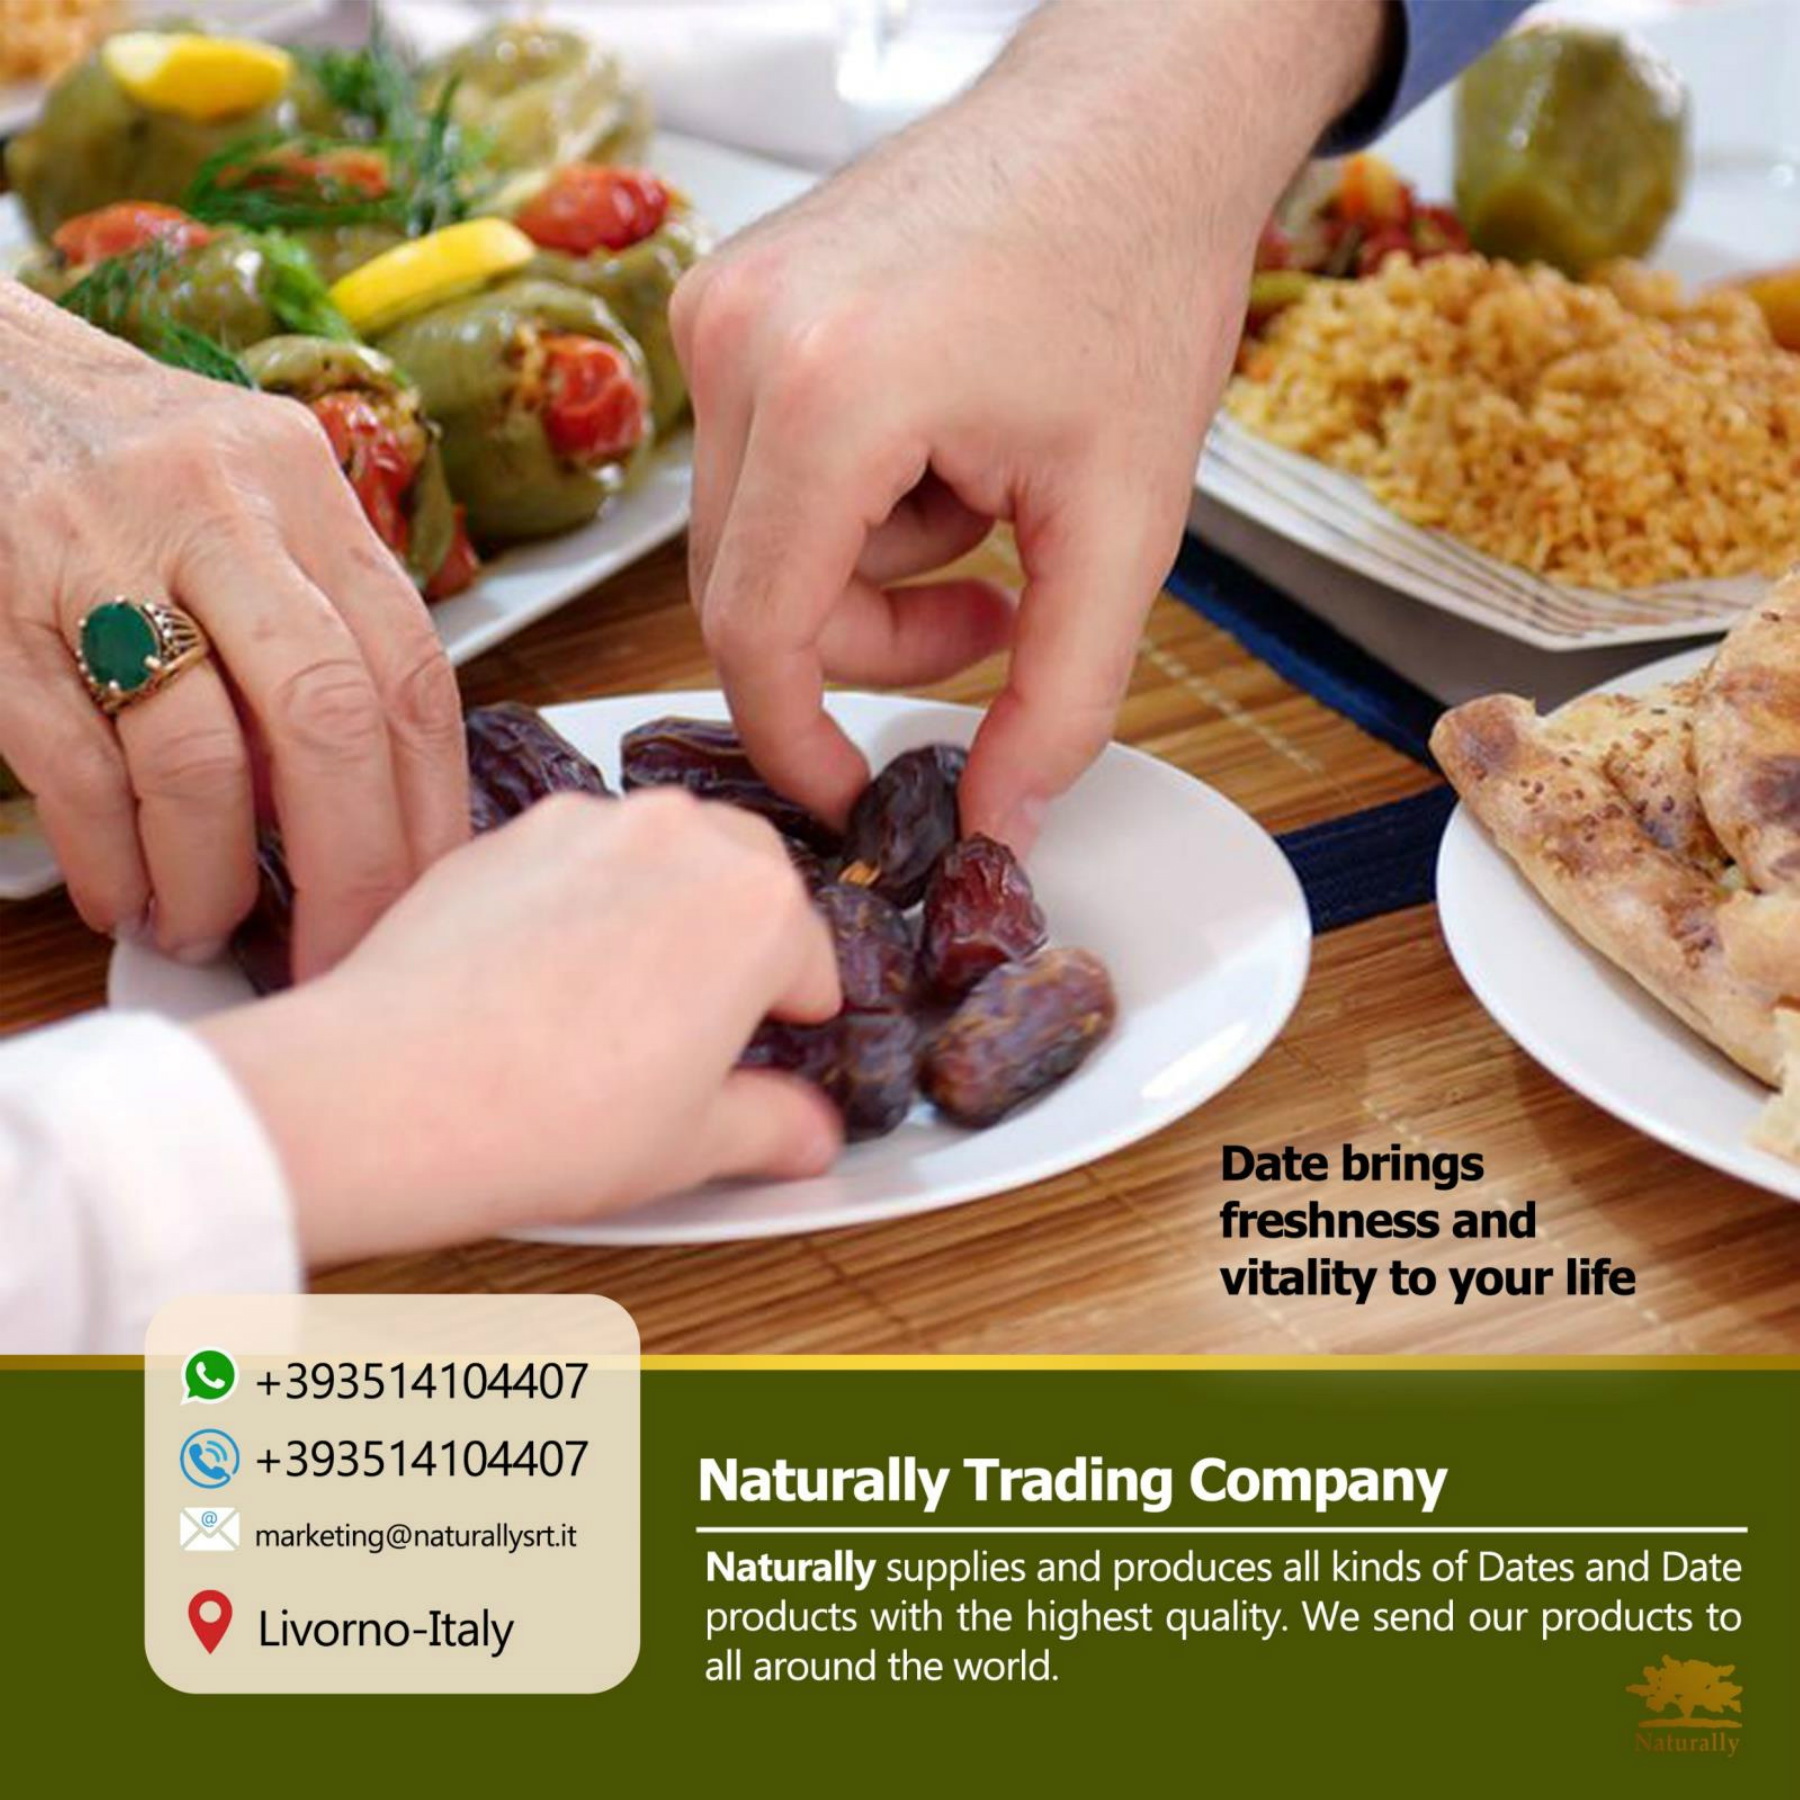 Date brings
freshness and
vitality to your life
+393514104407
+393514104407
@
marketing@naturallysrt.it
Livorno-Italy
Naturally Trading Company
Naturally supplies and produces all kinds of Dates and Date
products with the highest quality. We send our products to
all around the world.
Naturally